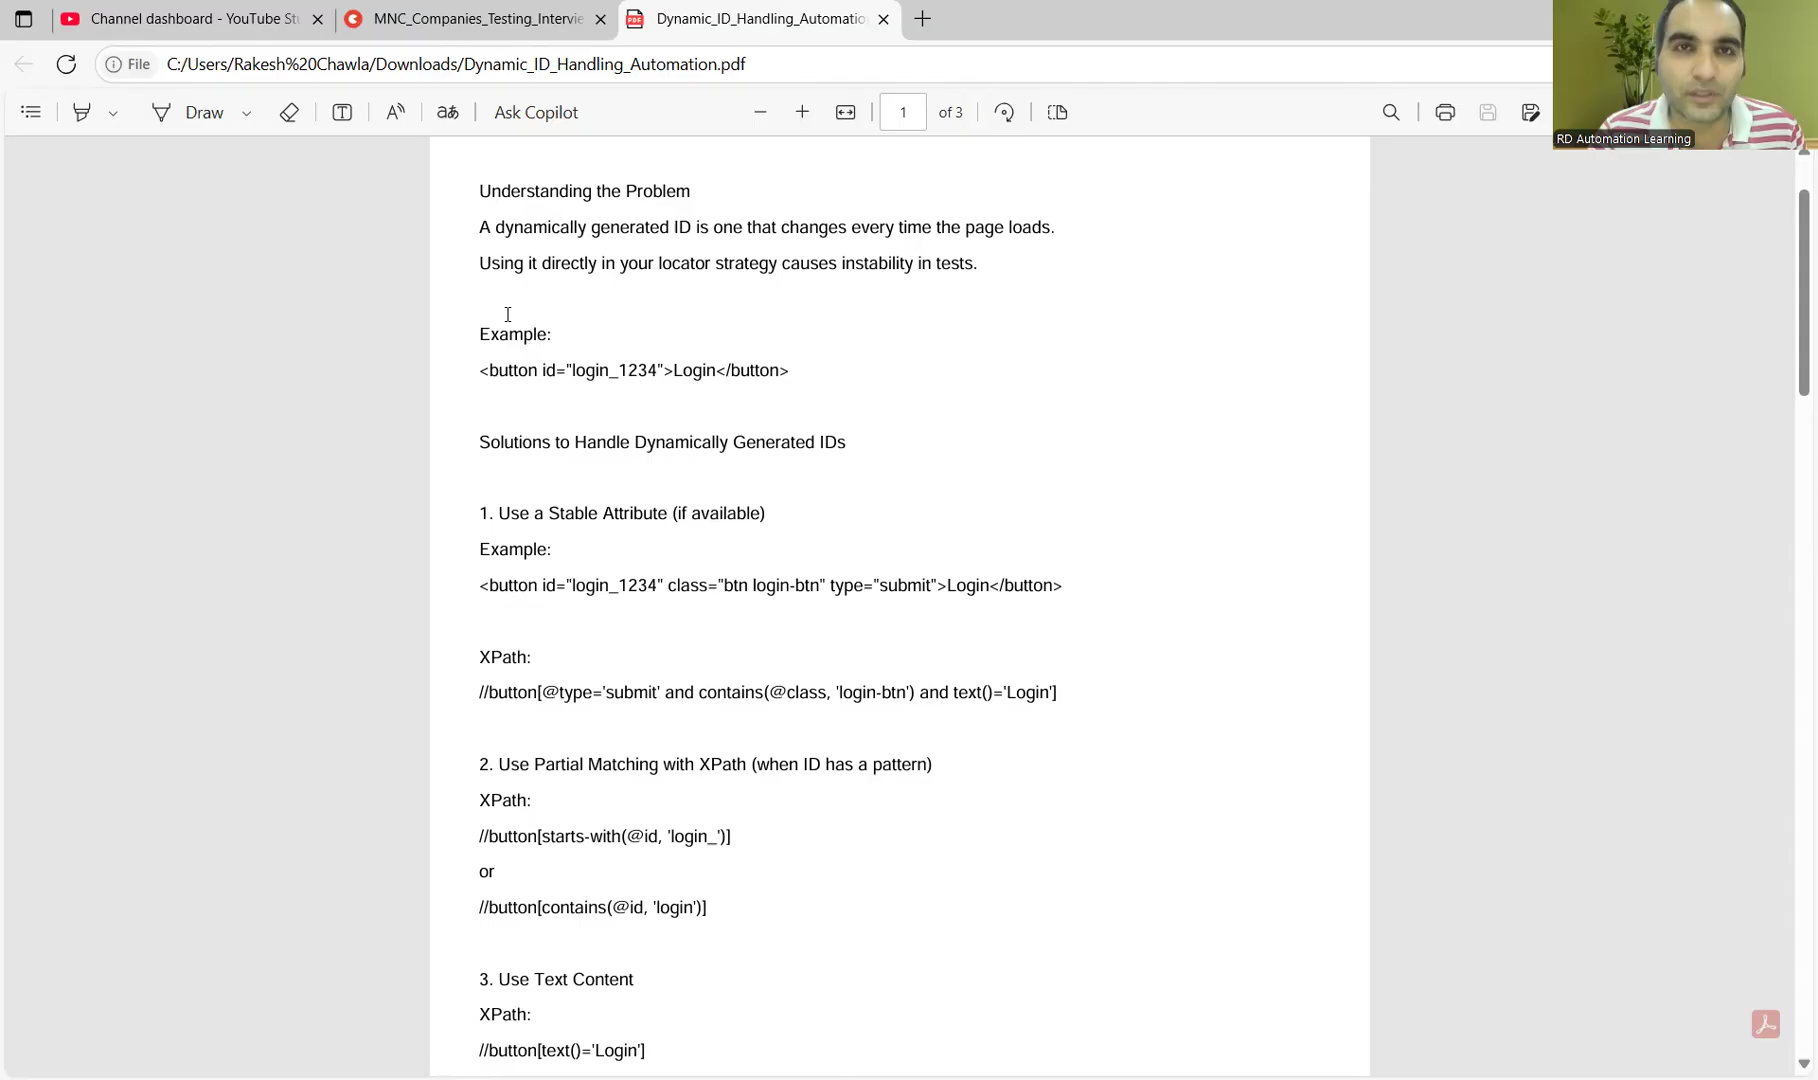 Channel dashboard - YouTube Stu
MNC_Companies_Testing_Intervie
Dynamic_ID_Handling_Automatio
File
C:/Users/Rakesh%20Chawla/Downloads/Dynamic_ID_Handling_Automation.pdf
Draw
aあ
Ask Copilot
1
of 3
RD Automation Learning
Understanding the Problem
A dynamically generated ID is one that changes every time the page loads.
Using it directly in your locator strategy causes instability in tests.
Example:
<button id="login_1234">Login</button>
Solutions to Handle Dynamically Generated IDs
1. Use a Stable Attribute (if available)
Example:
<button id="login_1234" class="btn login-btn" type="submit">Login</button>
XPath:
//button[@type='submit' and contains(@class, 'login-btn') and text()='Login']
2. Use Partial Matching with XPath (when ID has a pattern)
XPath:
//button[starts-with(@id, 'login_')]
or
//button[contains(@id, 'login')]
3. Use Text Content
XPath:
//button[text()='Login']